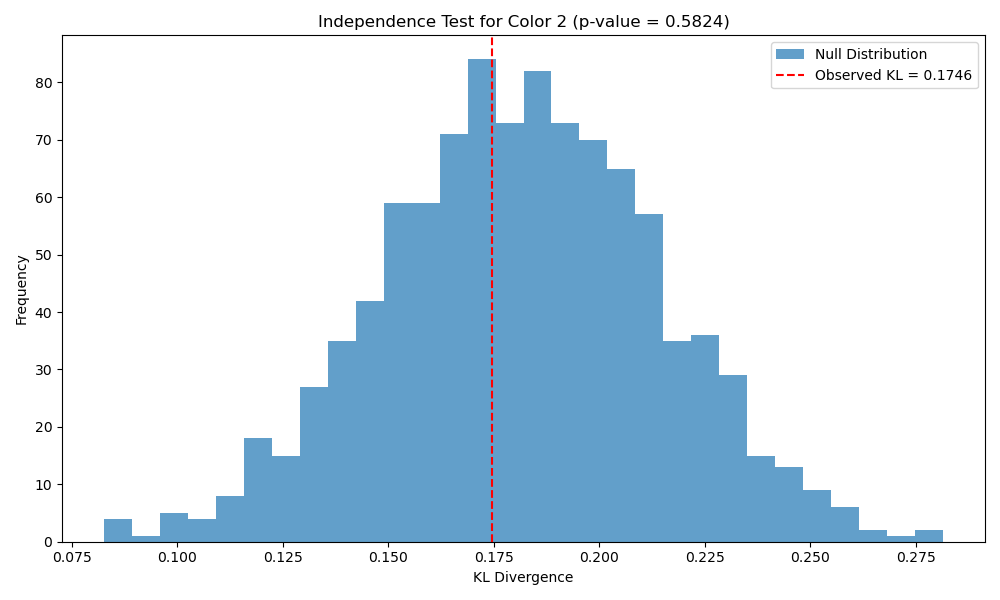 Independence Test for Color 2 (p-value = 0.5824)
Null Distribution
Observed KL = 0.1746
80
70
60
50
40
30
20
10
0
Frequency
0.075 0.100 0.125 0.150 0.175 0.200 0.225 0.250 0.275
KL Divergence